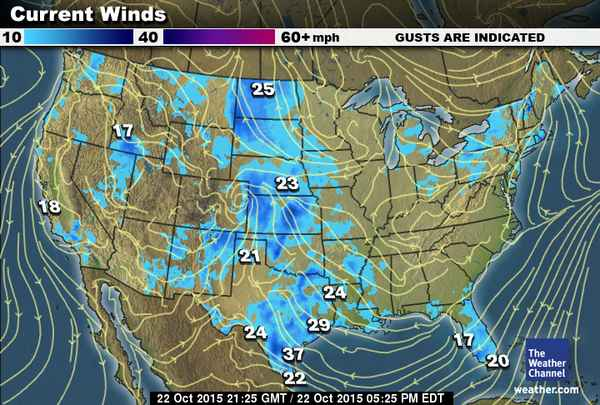 Current Winds
10 40 60+ mph GUSTS ARE INDICATED
25
17
23
18
21
24
24
29
37
22
17
20
The Weather Channel
weather.com
22 Oct 2015 21:25 GMT / 22 Oct 2015 05:25 PM EDT